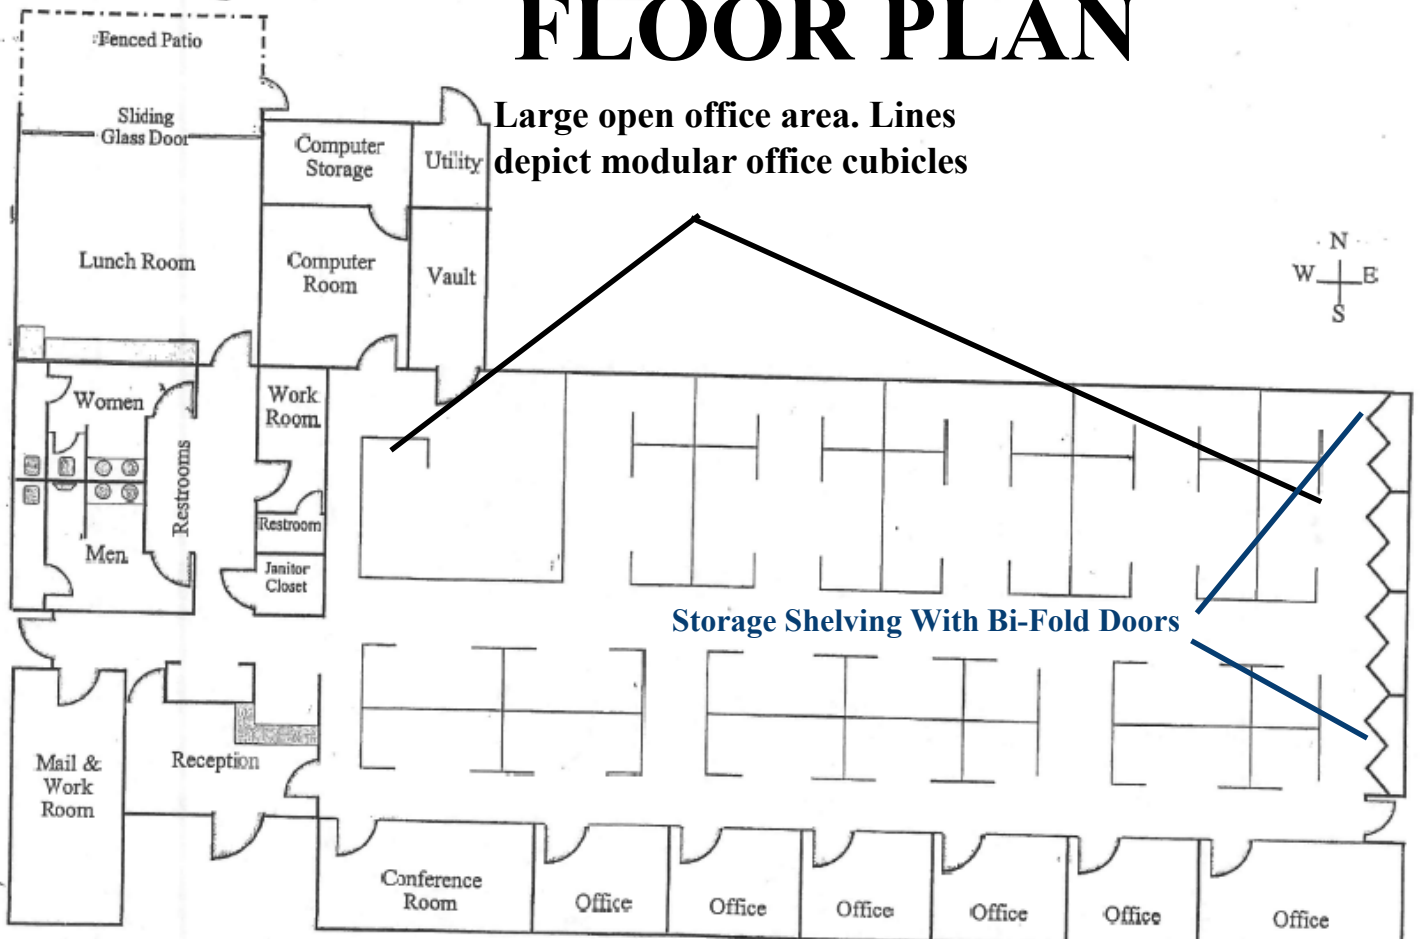 FLOOR PLAN
Fenced Patio
Sliding
Glass Door
Large open office area. Lines
depict modular office cubicles
Computer
Storage
Utility
Lunch Room
Computer
Room
Vault
N
W
E
S
Women
Work
Room
Restrooms
Restroom
Men
Janitor
Closet
Storage Shelving With Bi-Fold Doors
Mail &
Work
Room
Reception
Conference
Room
Office
Office
Office
Office
Office
Office